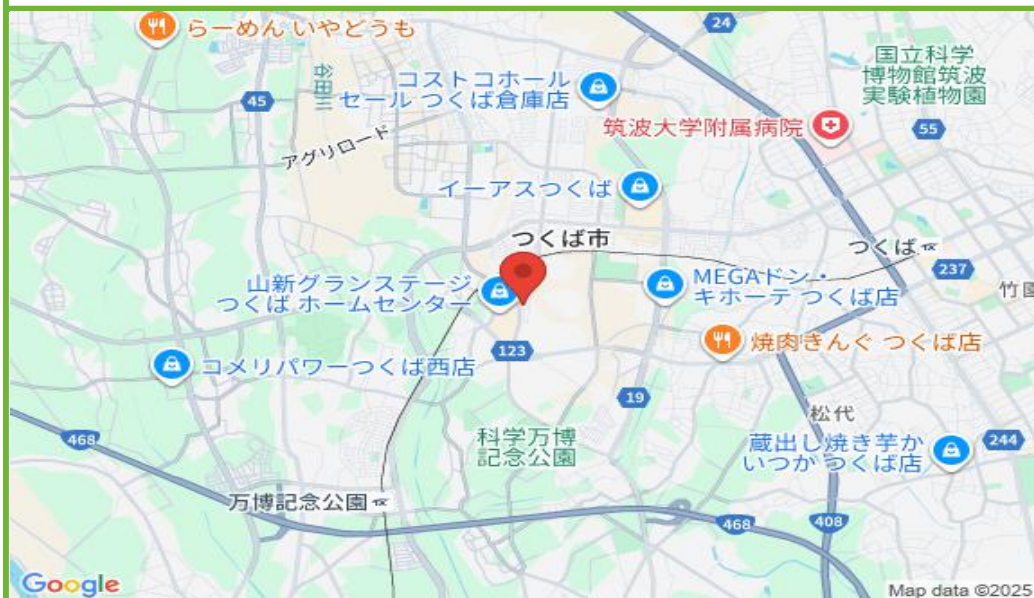 らーめん いやどうも
24
国立科学
博物館筑波
実験植物園
谷田川
コストコホール
セール つくば倉庫店
45
筑波大学附属病院
55
アグリロード
イーアスつくば
つくば市
つくば
237
山新グランステージ
つくば ホームセンター
MEGAドン・
キホーテ つくば店
竹園
123
焼肉きんぐ つくば店
コメリパワーつくば西店
19
松代
468
科学万博
記念公園
蔵出し焼き芋か
いつか つくば店
244
万博記念公園
468
408
Google
Map data ©2025